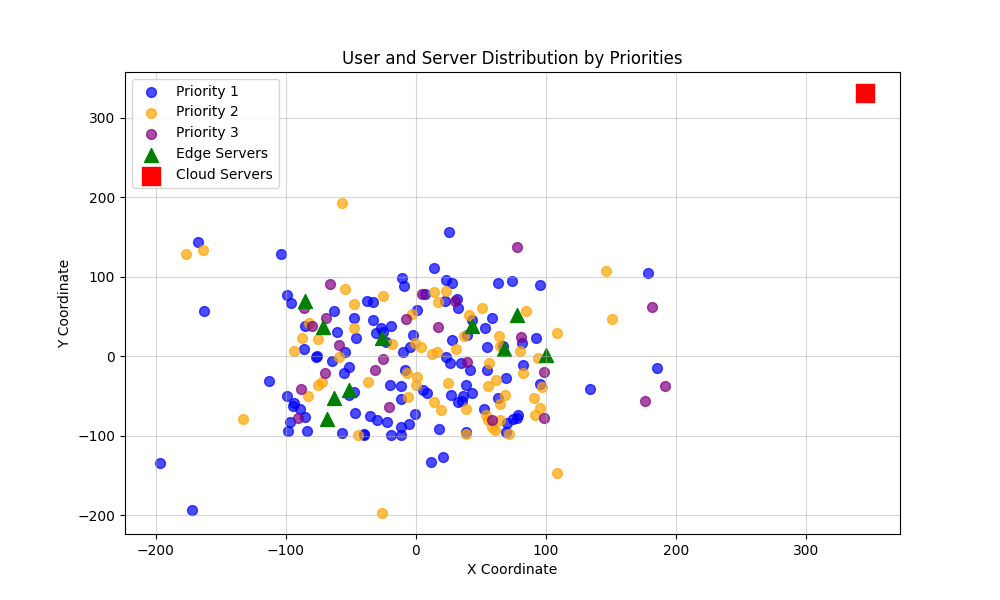 User and Server Distribution by Priorities
Priority 1
Priority 2
Priority 3
Edge Servers
Cloud Servers
Y Coordinate
300
200
100
0
−100
−200
−200
−100
0
100
200
300
X Coordinate